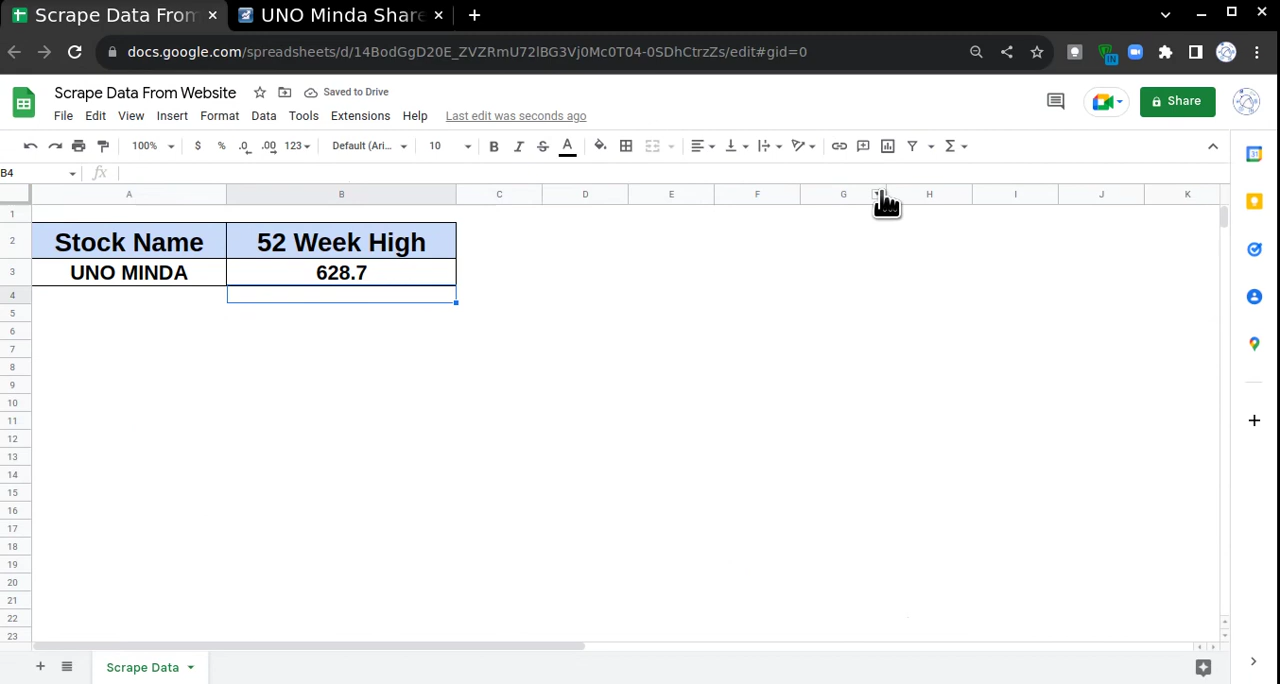 Scrape Data From
UNO Minda Share
docs.google.com/spreadsheets/d/14BodGgD20E_ZVZRmU72lBG3Vj0Mc0T04-0SDhCtrzZs/edit#gid=0
Scrape Data From Website
Saved to Drive
Share
File Edit View Insert Format Data Tools Extensions Help Last edit was seconds ago
100% $ % .0 .00 123 Default (Ari... 10 B I S A Σ
B4 fx
A B C D E F G H I J K
1
2 Stock Name 52 Week High
3 UNO MINDA 628.7
4
5
6
7
8
9
10
11
12
13
14
15
16
17
18
19
20
21
22
23
Scrape Data
IN
31